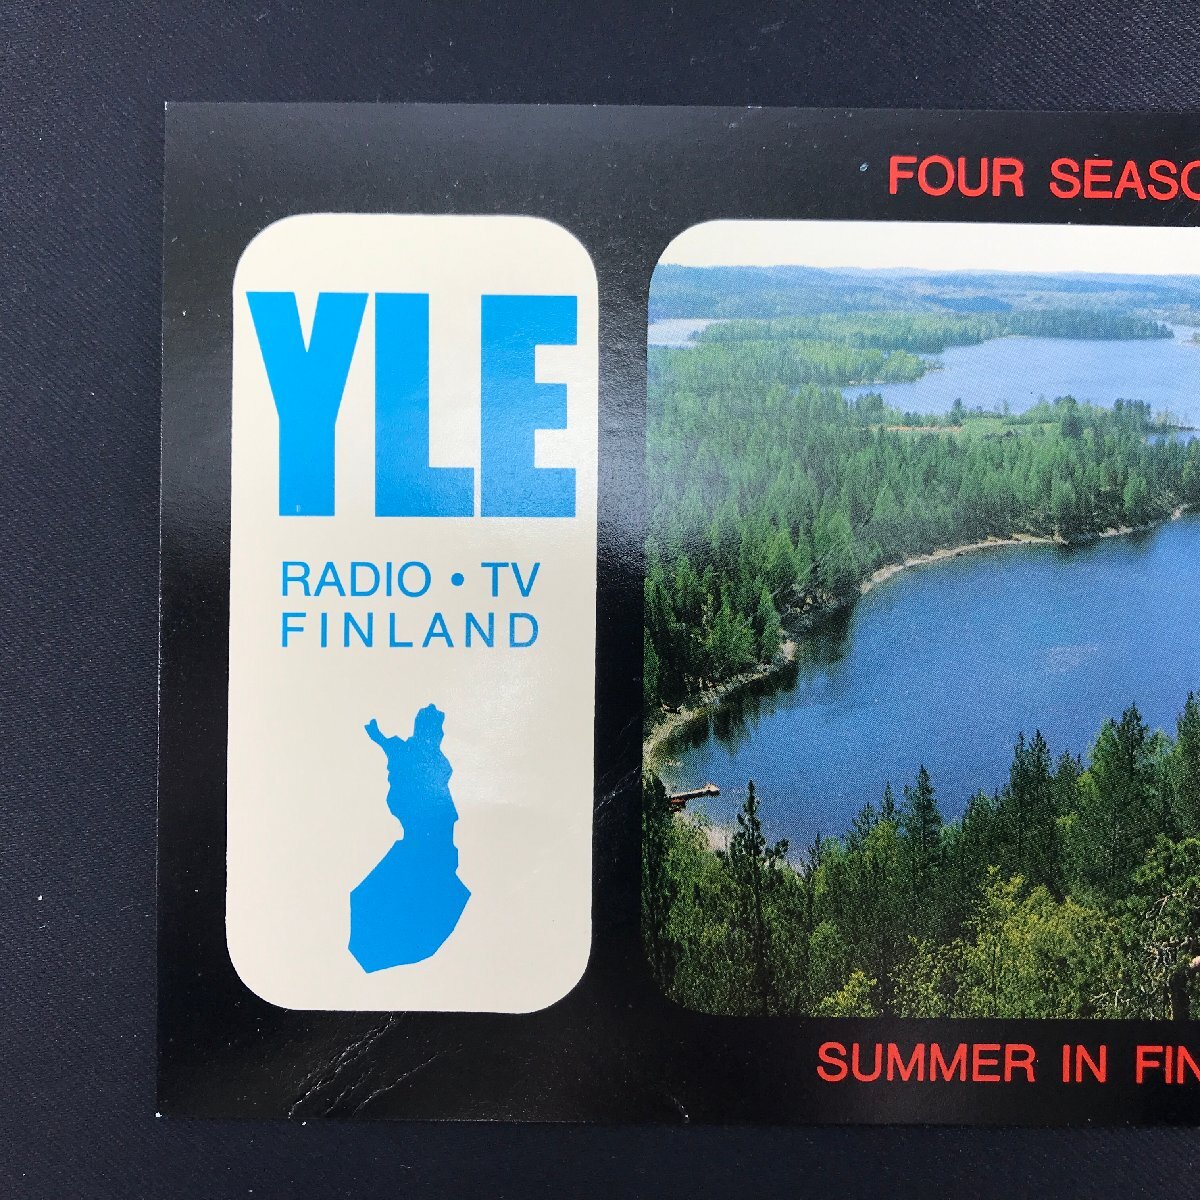 FOUR SEASO
YLE
RADIO • TV
FINLAND
SUMMER IN FIN